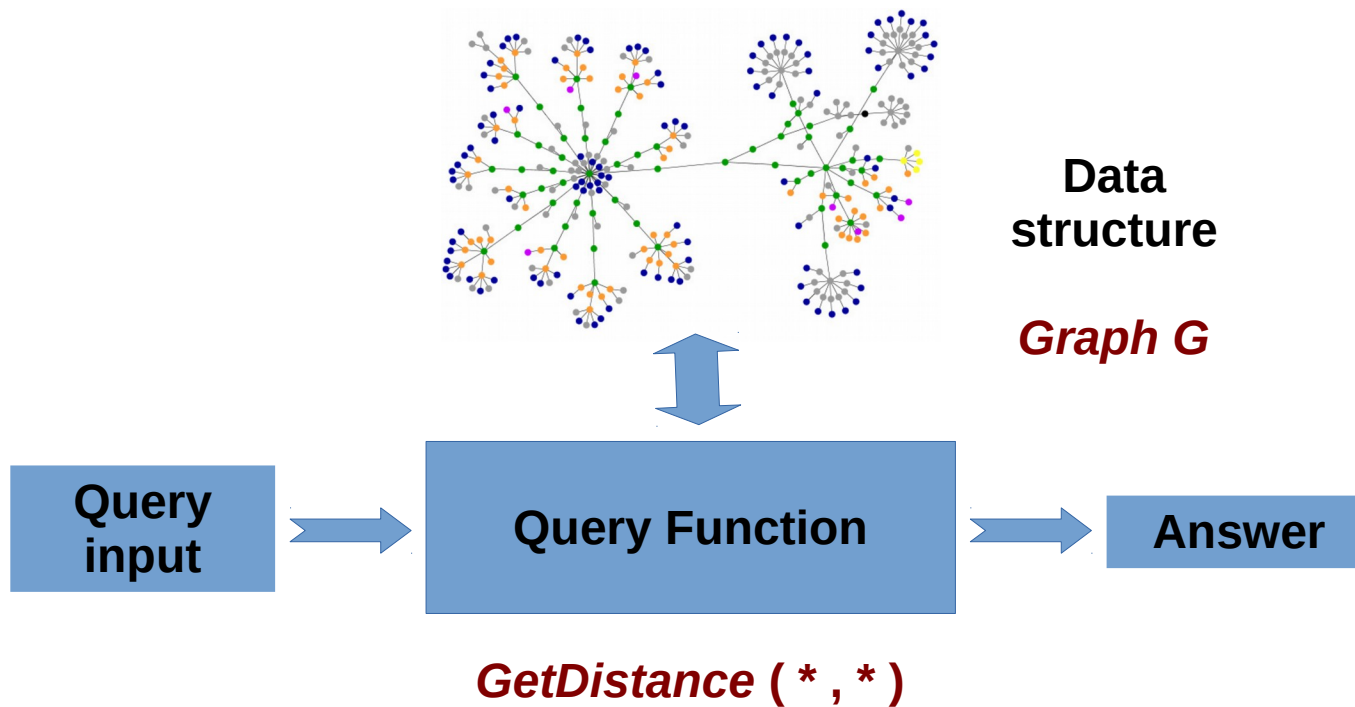 Data
structure
Graph G
Query
input
Query Function
Answer
GetDistance ( * , * )